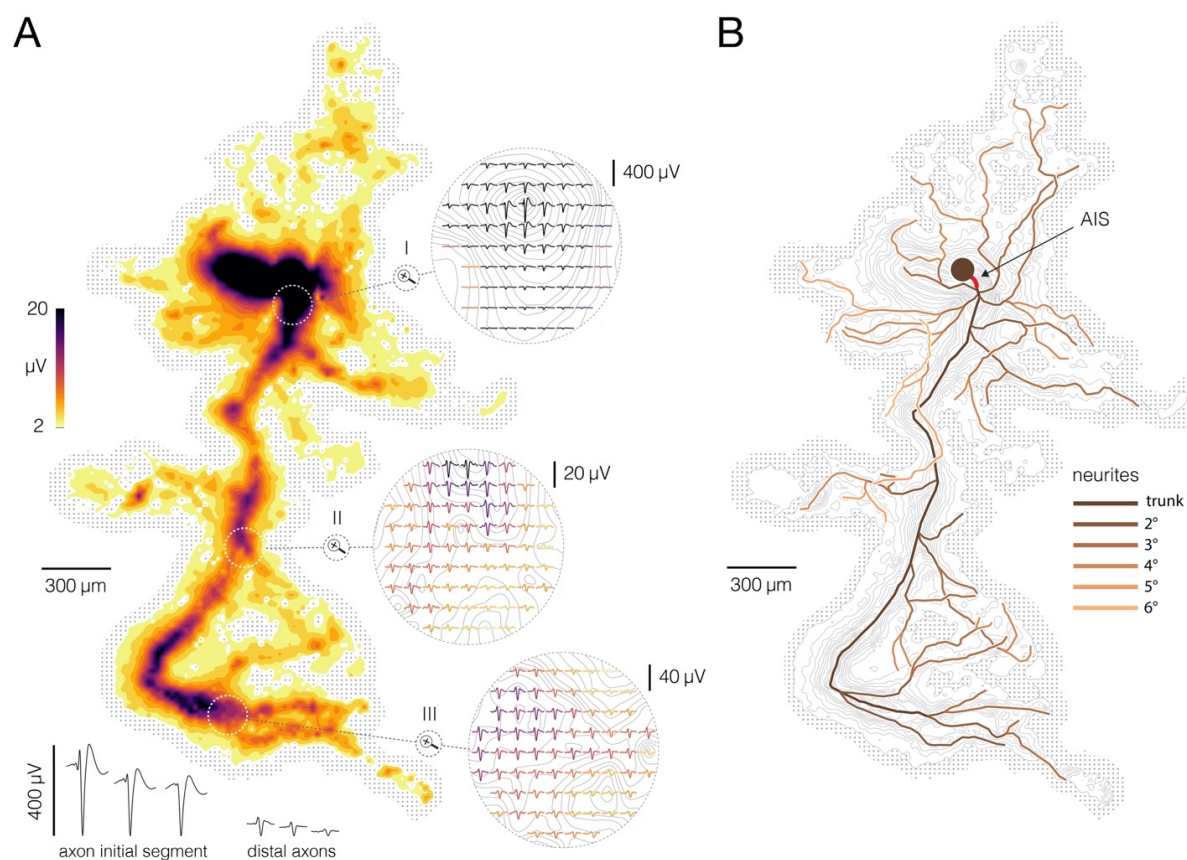 A
B
400 µV
I
AIS
20
µV
2
II
20 µV
300 µm
neurites
trunk
2°
3°
4°
5°
6°
300 µm
III
40 µV
400 µV
axon initial segment
distal axons